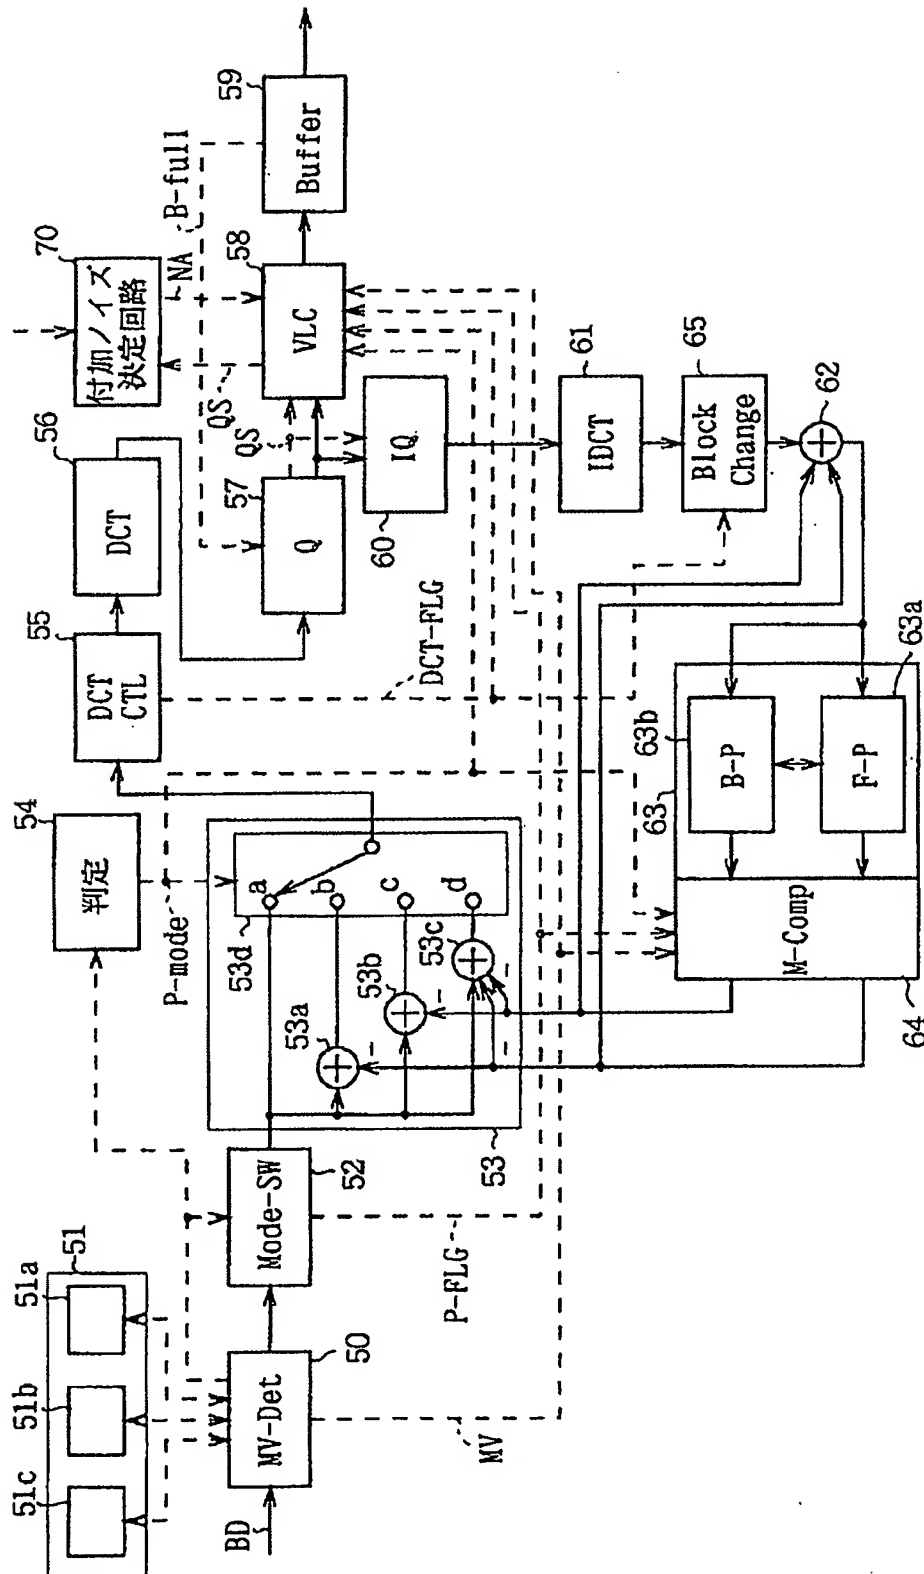 51
51a
51b
51c
BD
MV-Det
50
MV
Mode-SW
52
P-FLG
判定
54
P-mode
53d
a
b
c
d
53a
53b
53c
53
DCT
CTL
55
DCT-FLG
DCT
56
Q
57
QS
QS
付加ノイズ
決定回路
70
NA
B-full
VLC
58
Buffer
59
IQ
60
IDCT
61
Block
Change
65
62
63
63b
B-P
63a
F-P
M-Comp
64